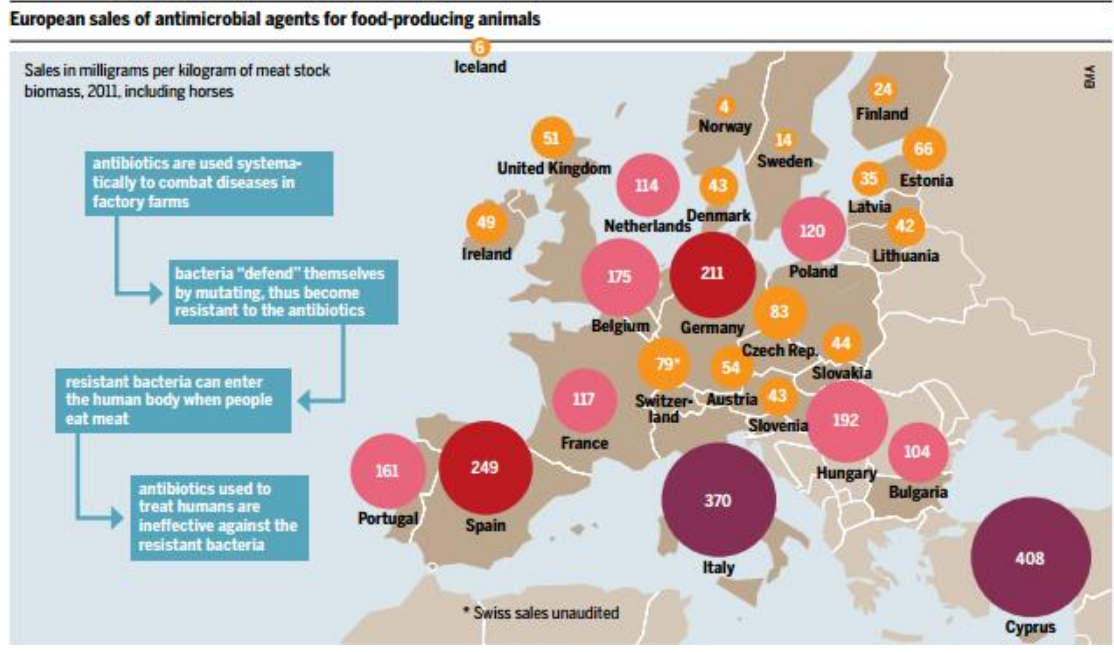 European sales of antimicrobial agents for food-producing animals
Sales in milligrams per kilogram of meat stock
biomass, 2011, including horses
6
Iceland
4
Norway
14
Sweden
24
Finland
66
Estonia
35
Latvia
42
Lithuania
51
United Kingdom
49
Ireland
114
Netherlands
43
Denmark
120
Poland
175
Belgium
211
Germany
83
Czech Rep.
44
Slovakia
79*
Switzer-
land
54
Austria
43
Slovenia
117
France
192
Hungary
104
Bulgaria
161
Portugal
249
Spain
370
Italy
408
Cyprus
antibiotics are used systema-
tically to combat diseases in
factory farms
bacteria “defend” themselves
by mutating, thus become
resistant to the antibiotics
resistant bacteria can enter
the human body when people
eat meat
antibiotics used to
treat humans are
ineffective against the
resistant bacteria
* Swiss sales unaudited